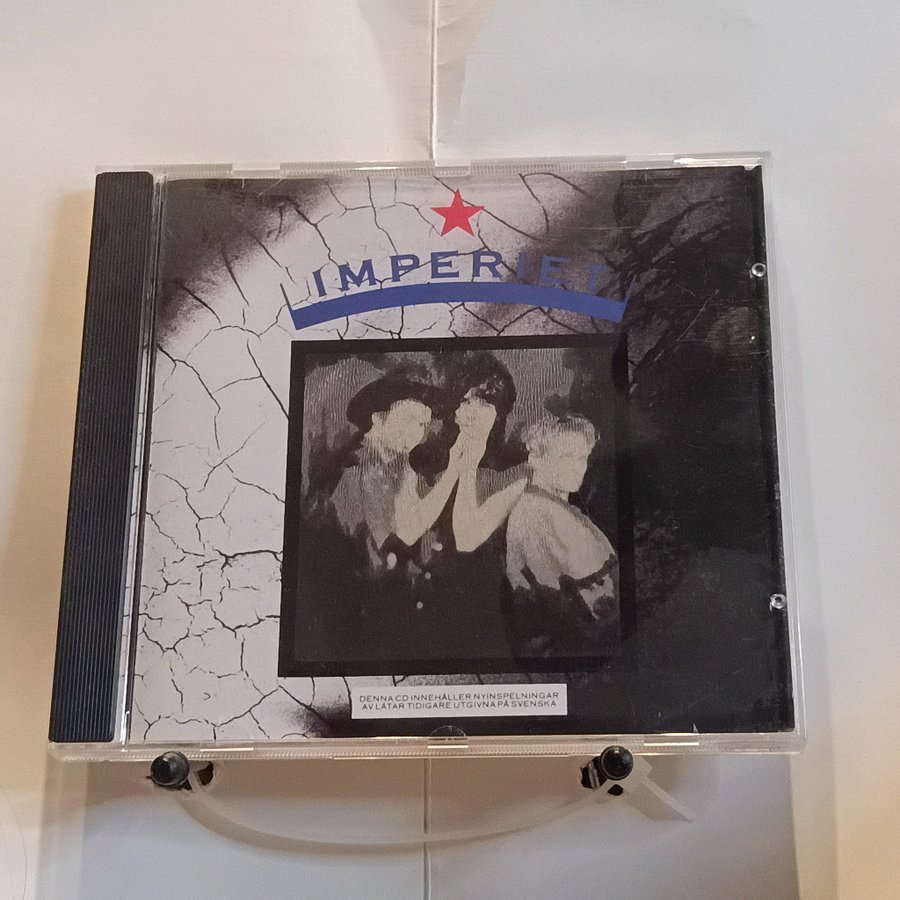 IMPERIET
DENNA CD INNEHÅLLER NYINSPELNINGAR
AV LÅTAR TIDIGARE UTGIVNA PÅ SVENSKA